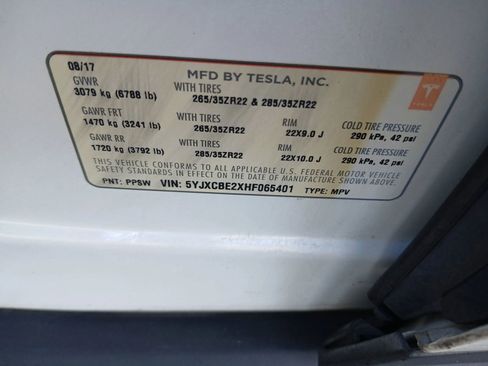 08/17 MFD BY TESLA, INC.
GVWR
3079 kg (6788 lb) WITH TIRES
265/35ZR22 & 285/35ZR22
TESLA
GAWR FRT
1470 kg (3241 lb) WITH TIRES RIM COLD TIRE PRESSURE
265/35ZR22 22X9.0 J 290 kPa, 42 psi
GAWR RR
1720 kg (3792 lb) WITH TIRES RIM COLD TIRE PRESSURE
285/35ZR22 22X10.0 J 290 kPa, 42 psi
THIS VEHICLE CONFORMS TO ALL APPLICABLE U.S. FEDERAL MOTOR VEHICLE
SAFETY STANDARDS IN EFFECT ON THE DATE OF MANUFACTURE SHOWN ABOVE.
PNT: PPSW VIN: 5YJXCBE2XHF065401 TYPE: MPV